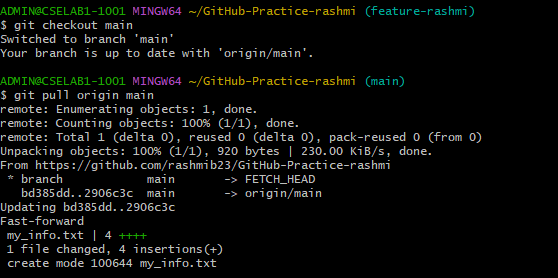 ADMIN@CSELAB1-1001 MINGW64 ~/GitHub-Practice-rashmi (feature-rashmi)
$ git checkout main
Switched to branch 'main'
Your branch is up to date with 'origin/main'.
ADMIN@CSELAB1-1001 MINGW64 ~/GitHub-Practice-rashmi (main)
$ git pull origin main
remote: Enumerating objects: 1, done.
remote: Counting objects: 100% (1/1), done.
remote: Total 1 (delta 0), reused 0 (delta 0), pack-reused 0 (from 0)
Unpacking objects: 100% (1/1), 920 bytes | 230.00 KiB/s, done.
From https://github.com/rashmib23/GitHub-Practice-rashmi
 * branch            main       -> FETCH_HEAD
   bd385dd..2906c3c  main       -> origin/main
Updating bd385dd..2906c3c
Fast-forward
 my_info.txt | 4 ++++
 1 file changed, 4 insertions(+)
 create mode 100644 my_info.txt